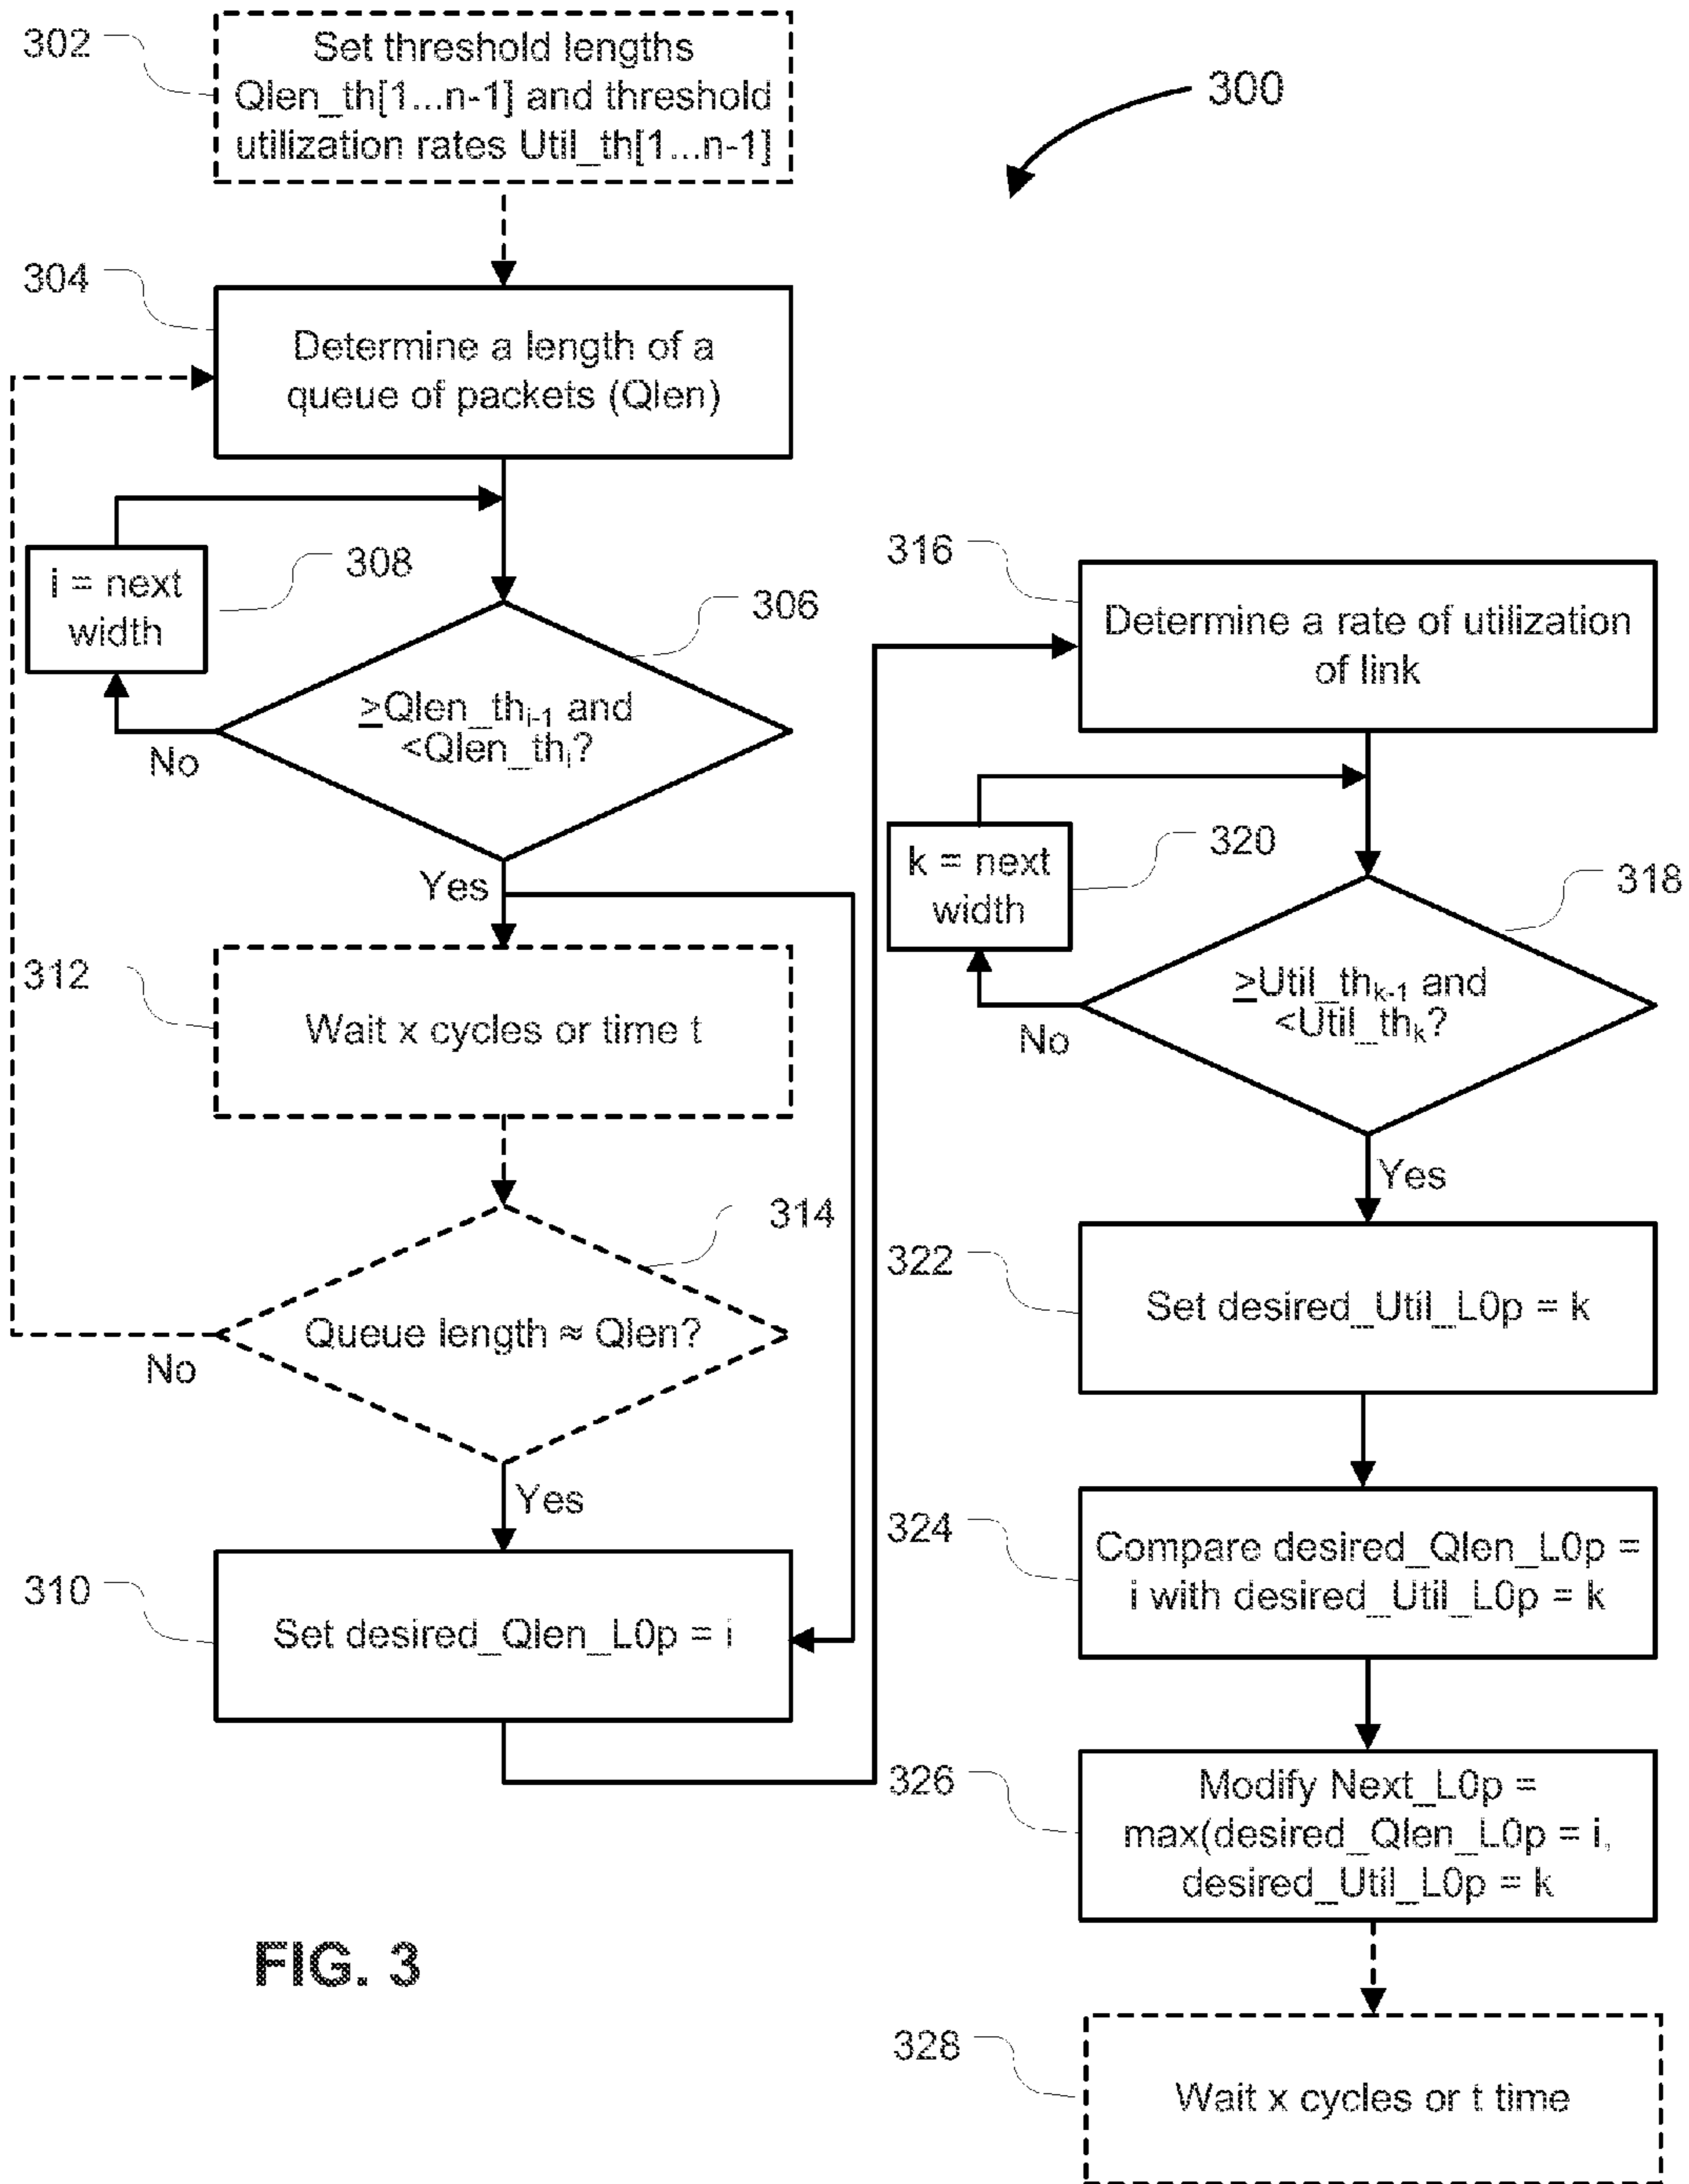 302
Set threshold lengths
Qlen_th[1...n-1] and threshold
utilization rates Util_th[1...n-1]
300
304
Determine a length of a
queue of packets (Qlen)
308
i = next
width
306
≥Qlen_th i-1 and
<Qlen_th i?
No
Yes
312
Wait x cycles or time t
314
Queue length ≈ Qlen?
No
Yes
310
Set desired_Qlen_L0p = i
316
Determine a rate of utilization
of link
320
k = next
width
318
≥Util_th k-1 and
<Util_th k?
No
Yes
322
Set desired_Util_L0p = k
324
Compare desired_Qlen_L0p =
i with desired_Util_L0p = k
326
Modify Next_L0p =
max(desired_Qlen_L0p = i,
desired_Util_L0p = k
328
Wait x cycles or t time
FIG. 3